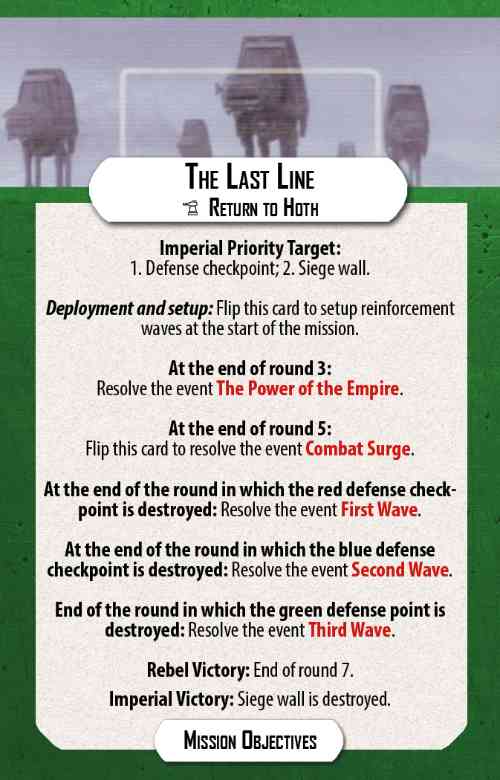 The Last Line
Return to Hoth
Imperial Priority Target:
1. Defense checkpoint; 2. Siege wall.
Deployment and setup: Flip this card to setup reinforcement
waves at the start of the mission.
At the end of round 3:
Resolve the event The Power of the Empire.
At the end of round 5:
Flip this card to resolve the event Combat Surge.
At the end of the round in which the red defense check-
point is destroyed: Resolve the event First Wave.
At the end of the round in which the blue defense
checkpoint is destroyed: Resolve the event Second Wave.
End of the round in which the green defense point is
destroyed: Resolve the event Third Wave.
Rebel Victory: End of round 7.
Imperial Victory: Siege wall is destroyed.
Mission Objectives